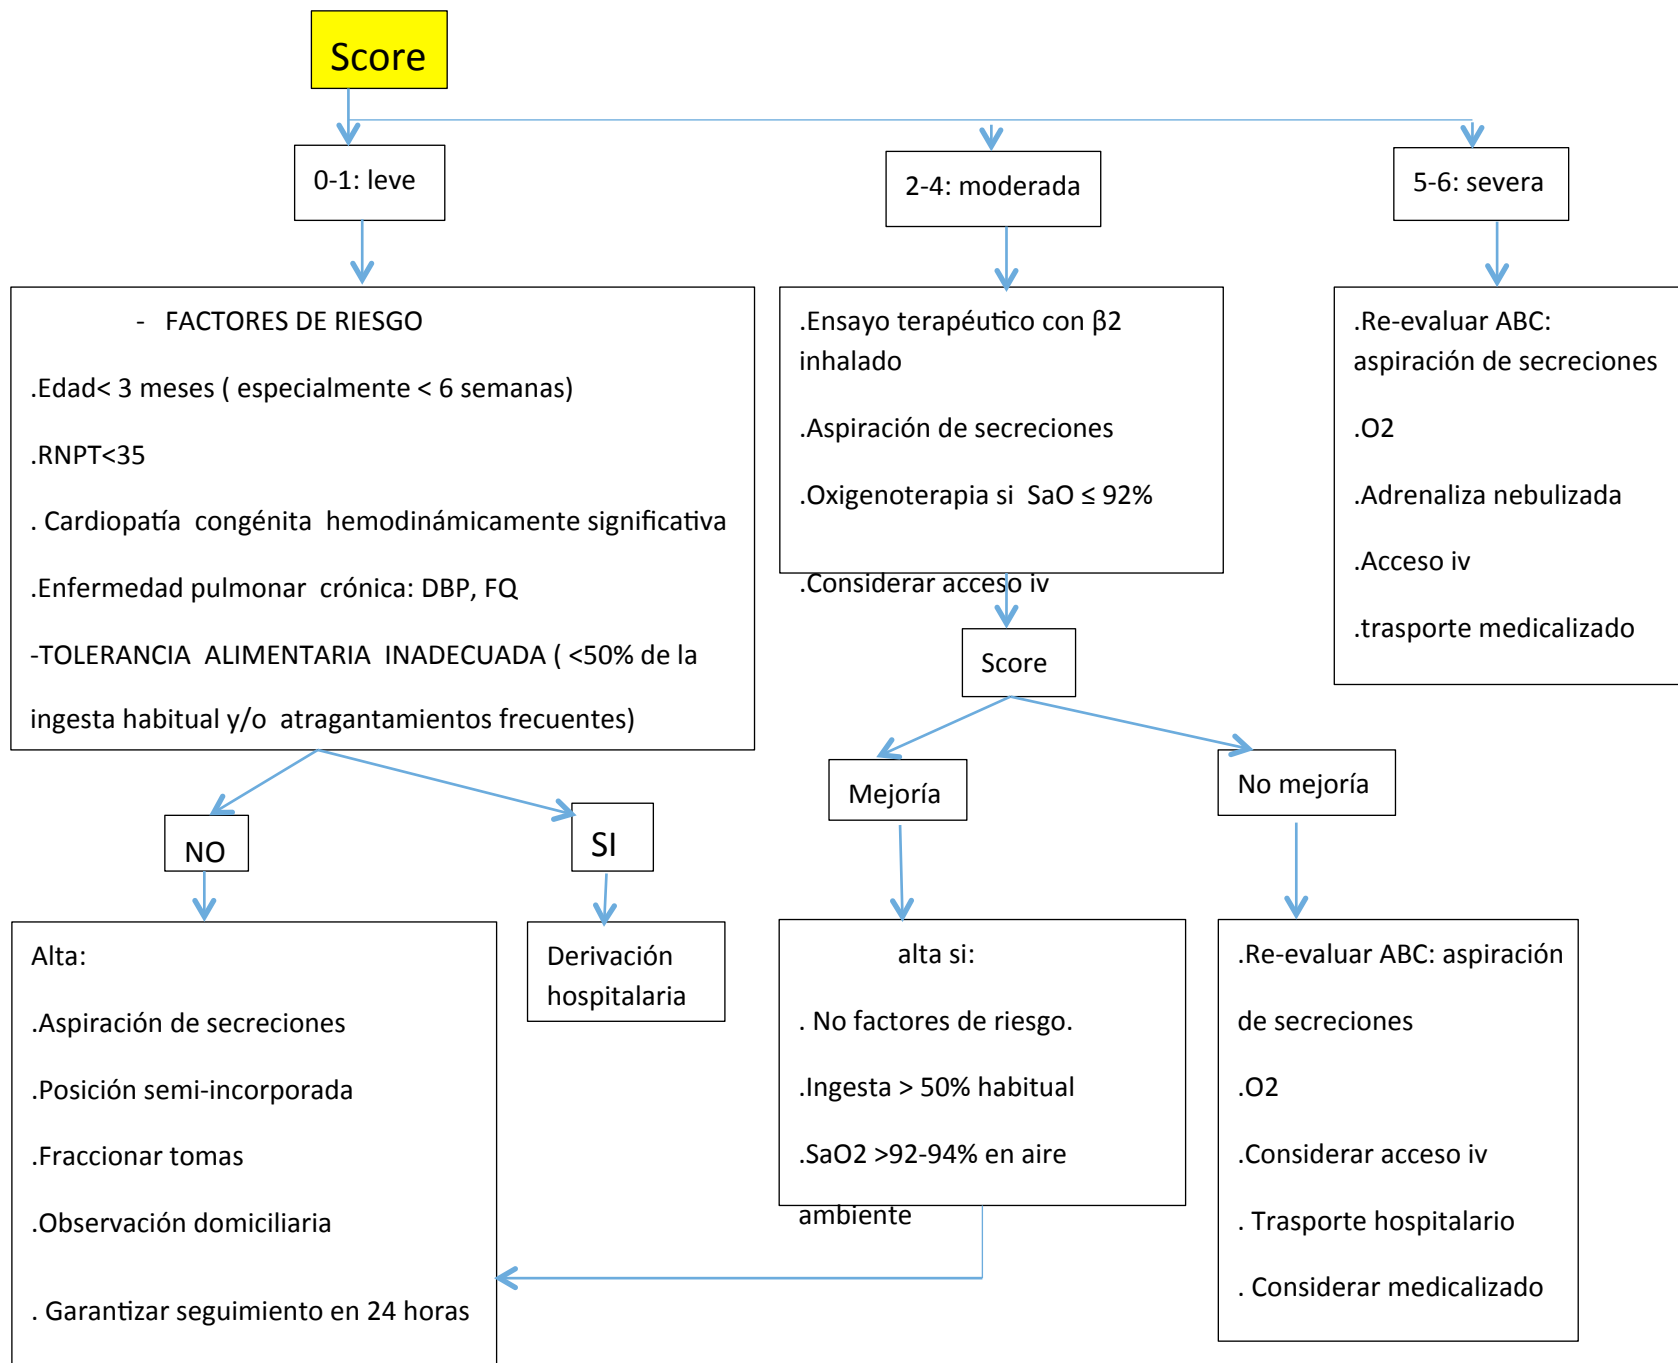 Score
0-1: leve
2-4: moderada
5-6: severa
- FACTORES DE RIESGO
.Edad< 3 meses ( especialmente < 6 semanas)
.RNPT<35
. Cardiopatía congénita hemodinámicamente significativa
.Enfermedad pulmonar crónica: DBP, FQ
-TOLERANCIA ALIMENTARIA INADECUADA ( <50% de la
ingesta habitual y/o atragantamientos frecuentes)
.Ensayo terapéutico con β2
inhalado
.Aspiración de secreciones
.Oxigenoterapia si SaO ≤ 92%
.Considerar acceso iv
.Re-evaluar ABC:
aspiración de secreciones
.O2
.Adrenaliza nebulizada
.Acceso iv
.trasporte medicalizado
Score
Mejoría
No mejoría
NO
SI
Alta:
.Aspiración de secreciones
.Posición semi-incorporada
.Fraccionar tomas
.Observación domiciliaria
. Garantizar seguimiento en 24 horas
Derivación
hospitalaria
alta si:
. No factores de riesgo.
.Ingesta > 50% habitual
.SaO2 >92-94% en aire
ambiente
.Re-evaluar ABC: aspiración
de secreciones
.O2
.Considerar acceso iv
. Trasporte hospitalario
. Considerar medicalizado